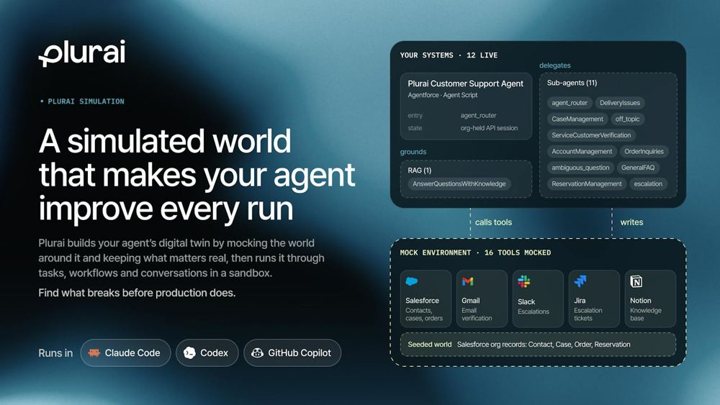 plurai
PLURAI SIMULATION
A simulated world
that makes your agent
improve every run
Plurai builds your agent's digital twin by mocking the world
around it and keeping what matters real, then runs it through
tasks, workflows and conversations in a sandbox.
Find what breaks before production does.
Runs in
Claude Code
Codex
GitHub Copilot
YOUR SYSTEMS · 12 LIVE
Plurai Customer Support Agent
Agentforce · Agent Script
entry agent_router
state org-held API session
grounds
RAG (1)
AnswerQuestionsWithKnowledge
delegates
Sub-agents (11)
agent_router DeliveryIssues
CaseManagement off_topic
ServiceCustomerVerification
AccountManagement OrderInquiries
ambiguous_question GeneralFAQ
ReservationManagement escalation
calls tools
writes
MOCK ENVIRONMENT · 16 TOOLS MOCKED
Salesforce
Contacts,
cases, orders
Gmail
Email
verification
Slack
Escalations
Jira
Escalation
tickets
Notion
Knowledge
base
Seeded world Salesforce org records: Contact, Case, Order, Reservation